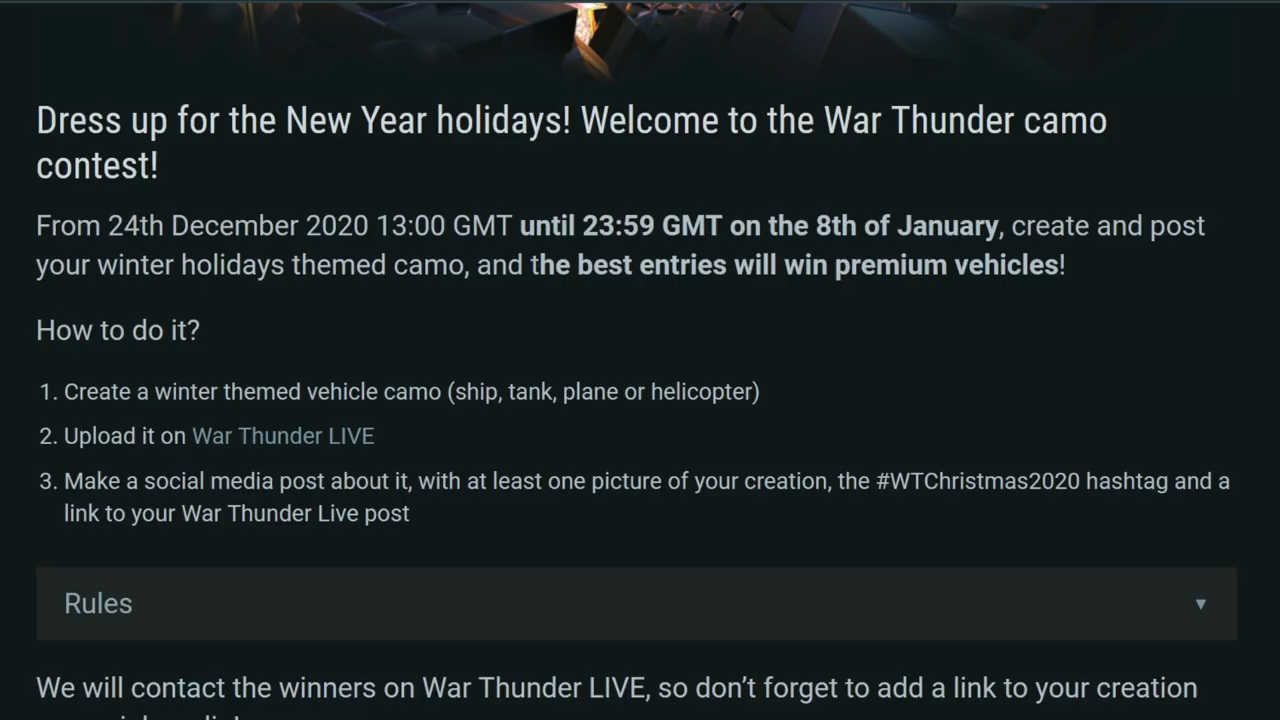 Dress up for the New Year holidays! Welcome to the War Thunder camo
contest!
From 24th December 2020 13:00 GMT until 23:59 GMT on the 8th of January, create and post
your winter holidays themed camo, and the best entries will win premium vehicles!
How to do it?
1. Create a winter themed vehicle camo (ship, tank, plane or helicopter)
2. Upload it on War Thunder LIVE
3. Make a social media post about it, with at least one picture of your creation, the #WTChristmas2020 hashtag and a
link to your War Thunder Live post
Rules ▼
We will contact the winners on War Thunder LIVE, so don’t forget to add a link to your creation